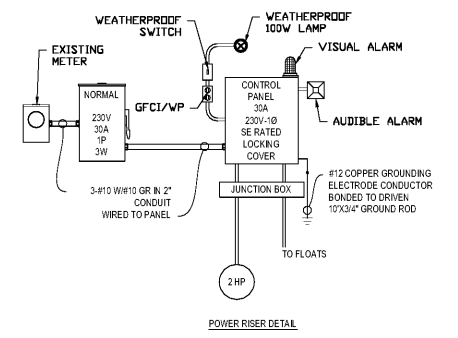 WEATHERPROOF
SWITCH
WEATHERPROOF
100W LAMP
EXISTING
METER
VISUAL ALARM
NORMAL
230V
30A
1P
3W
GFCI/WP
CONTROL
PANEL
30A
230V-1Ø
SE RATED
LOCKING
COVER
AUDIBLE ALARM
3-#10 W/#10 GR IN 2"
CONDUIT
WIRED TO PANEL
JUNCTION BOX
#12 COPPER GROUNDING
ELECTRODE CONDUCTOR
BONDED TO DRIVEN
10'X3/4" GROUND ROD
TO FLOATS
2 HP
POWER RISER DETAIL